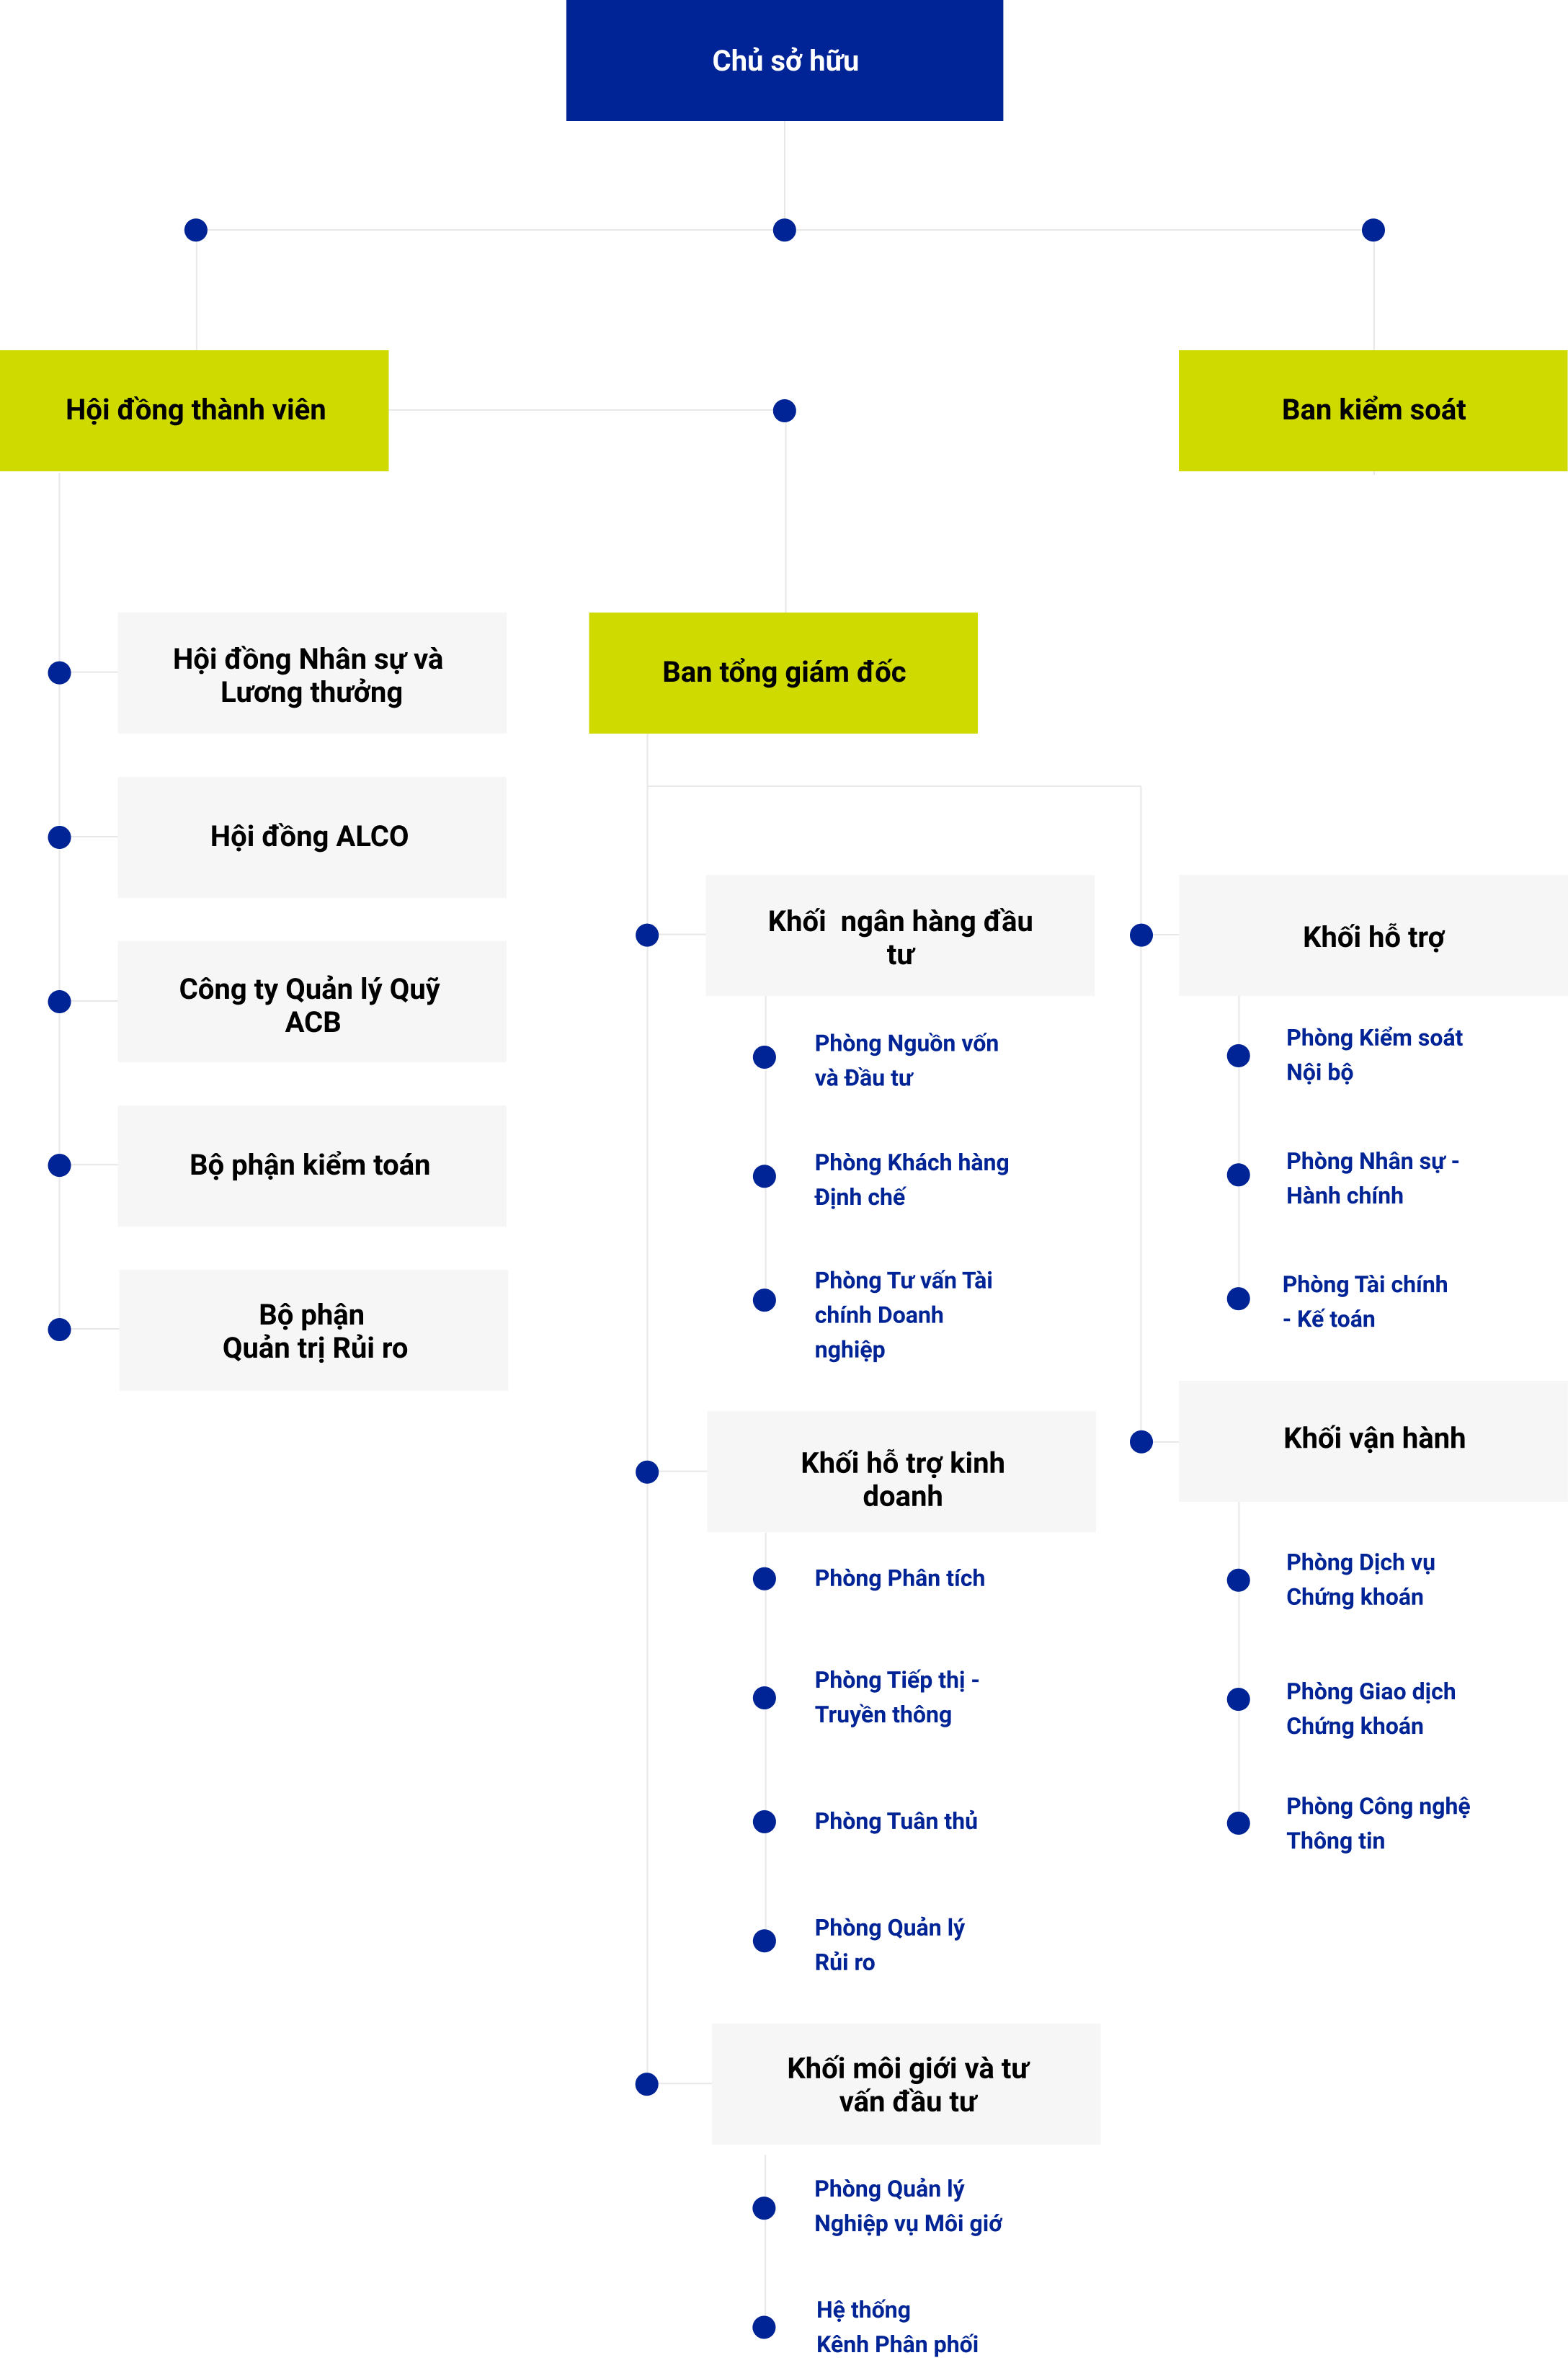 Chủ sở hữu
Hội đồng thành viên
Ban kiểm soát
Hội đồng Nhân sự và
Lương thưởng
Hội đồng ALCO
Công ty Quản lý Quỹ
ACB
Bộ phận kiểm toán
Bộ phận
Quản trị Rủi ro
Ban tổng giám đốc
Khối ngân hàng đầu
tư
Phòng Nguồn vốn
và Đầu tư
Phòng Khách hàng
Định chế
Phòng Tư vấn Tài
chính Doanh
nghiệp
Khối hỗ trợ kinh
doanh
Phòng Phân tích
Phòng Tiếp thị -
Truyền thông
Phòng Tuân thủ
Phòng Quản lý
Rủi ro
Khối môi giới và tư
vấn đầu tư
Phòng Quản lý
Nghiệp vụ Môi giớ
Hệ thống
Kênh Phân phối
Khối hỗ trợ
Phòng Kiểm soát
Nội bộ
Phòng Nhân sự -
Hành chính
Phòng Tài chính
- Kế toán
Khối vận hành
Phòng Dịch vụ
Chứng khoán
Phòng Giao dịch
Chứng khoán
Phòng Công nghệ
Thông tin